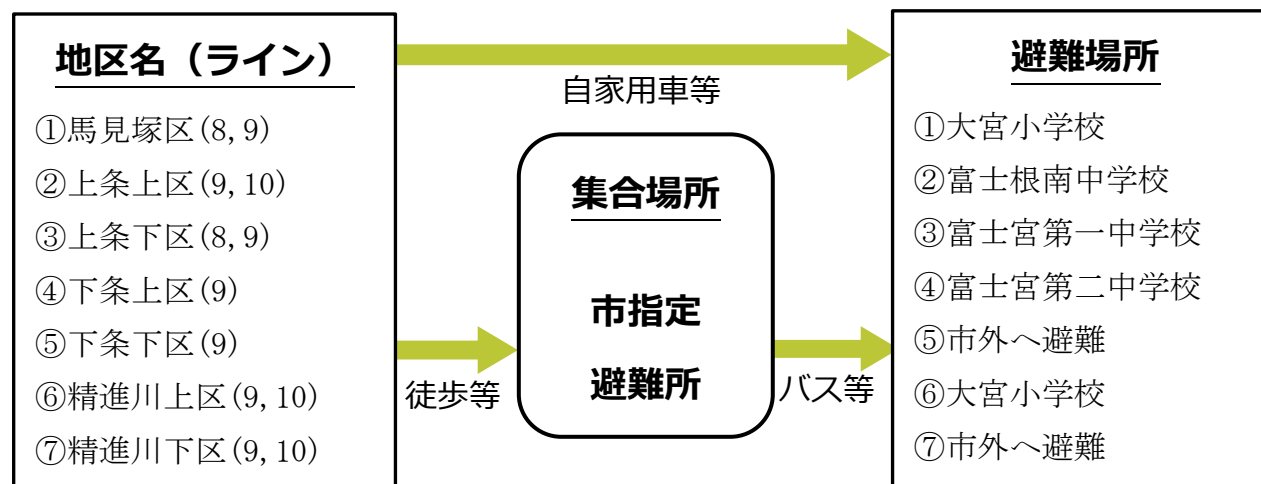 地区名（ライン）
①馬見塚区(8,9)
②上条上区(9,10)
③上条下区(8,9)
④下条上区(9)
⑤下条下区(9)
⑥精進川上区(9,10)
⑦精進川下区(9,10)
自家用車等
徒歩等
集合場所
市指定
避難所
バス等
避難場所
①大宮小学校
②富士根南中学校
③富士宮第一中学校
④富士宮第二中学校
⑤市外へ避難
⑥大宮小学校
⑦市外へ避難